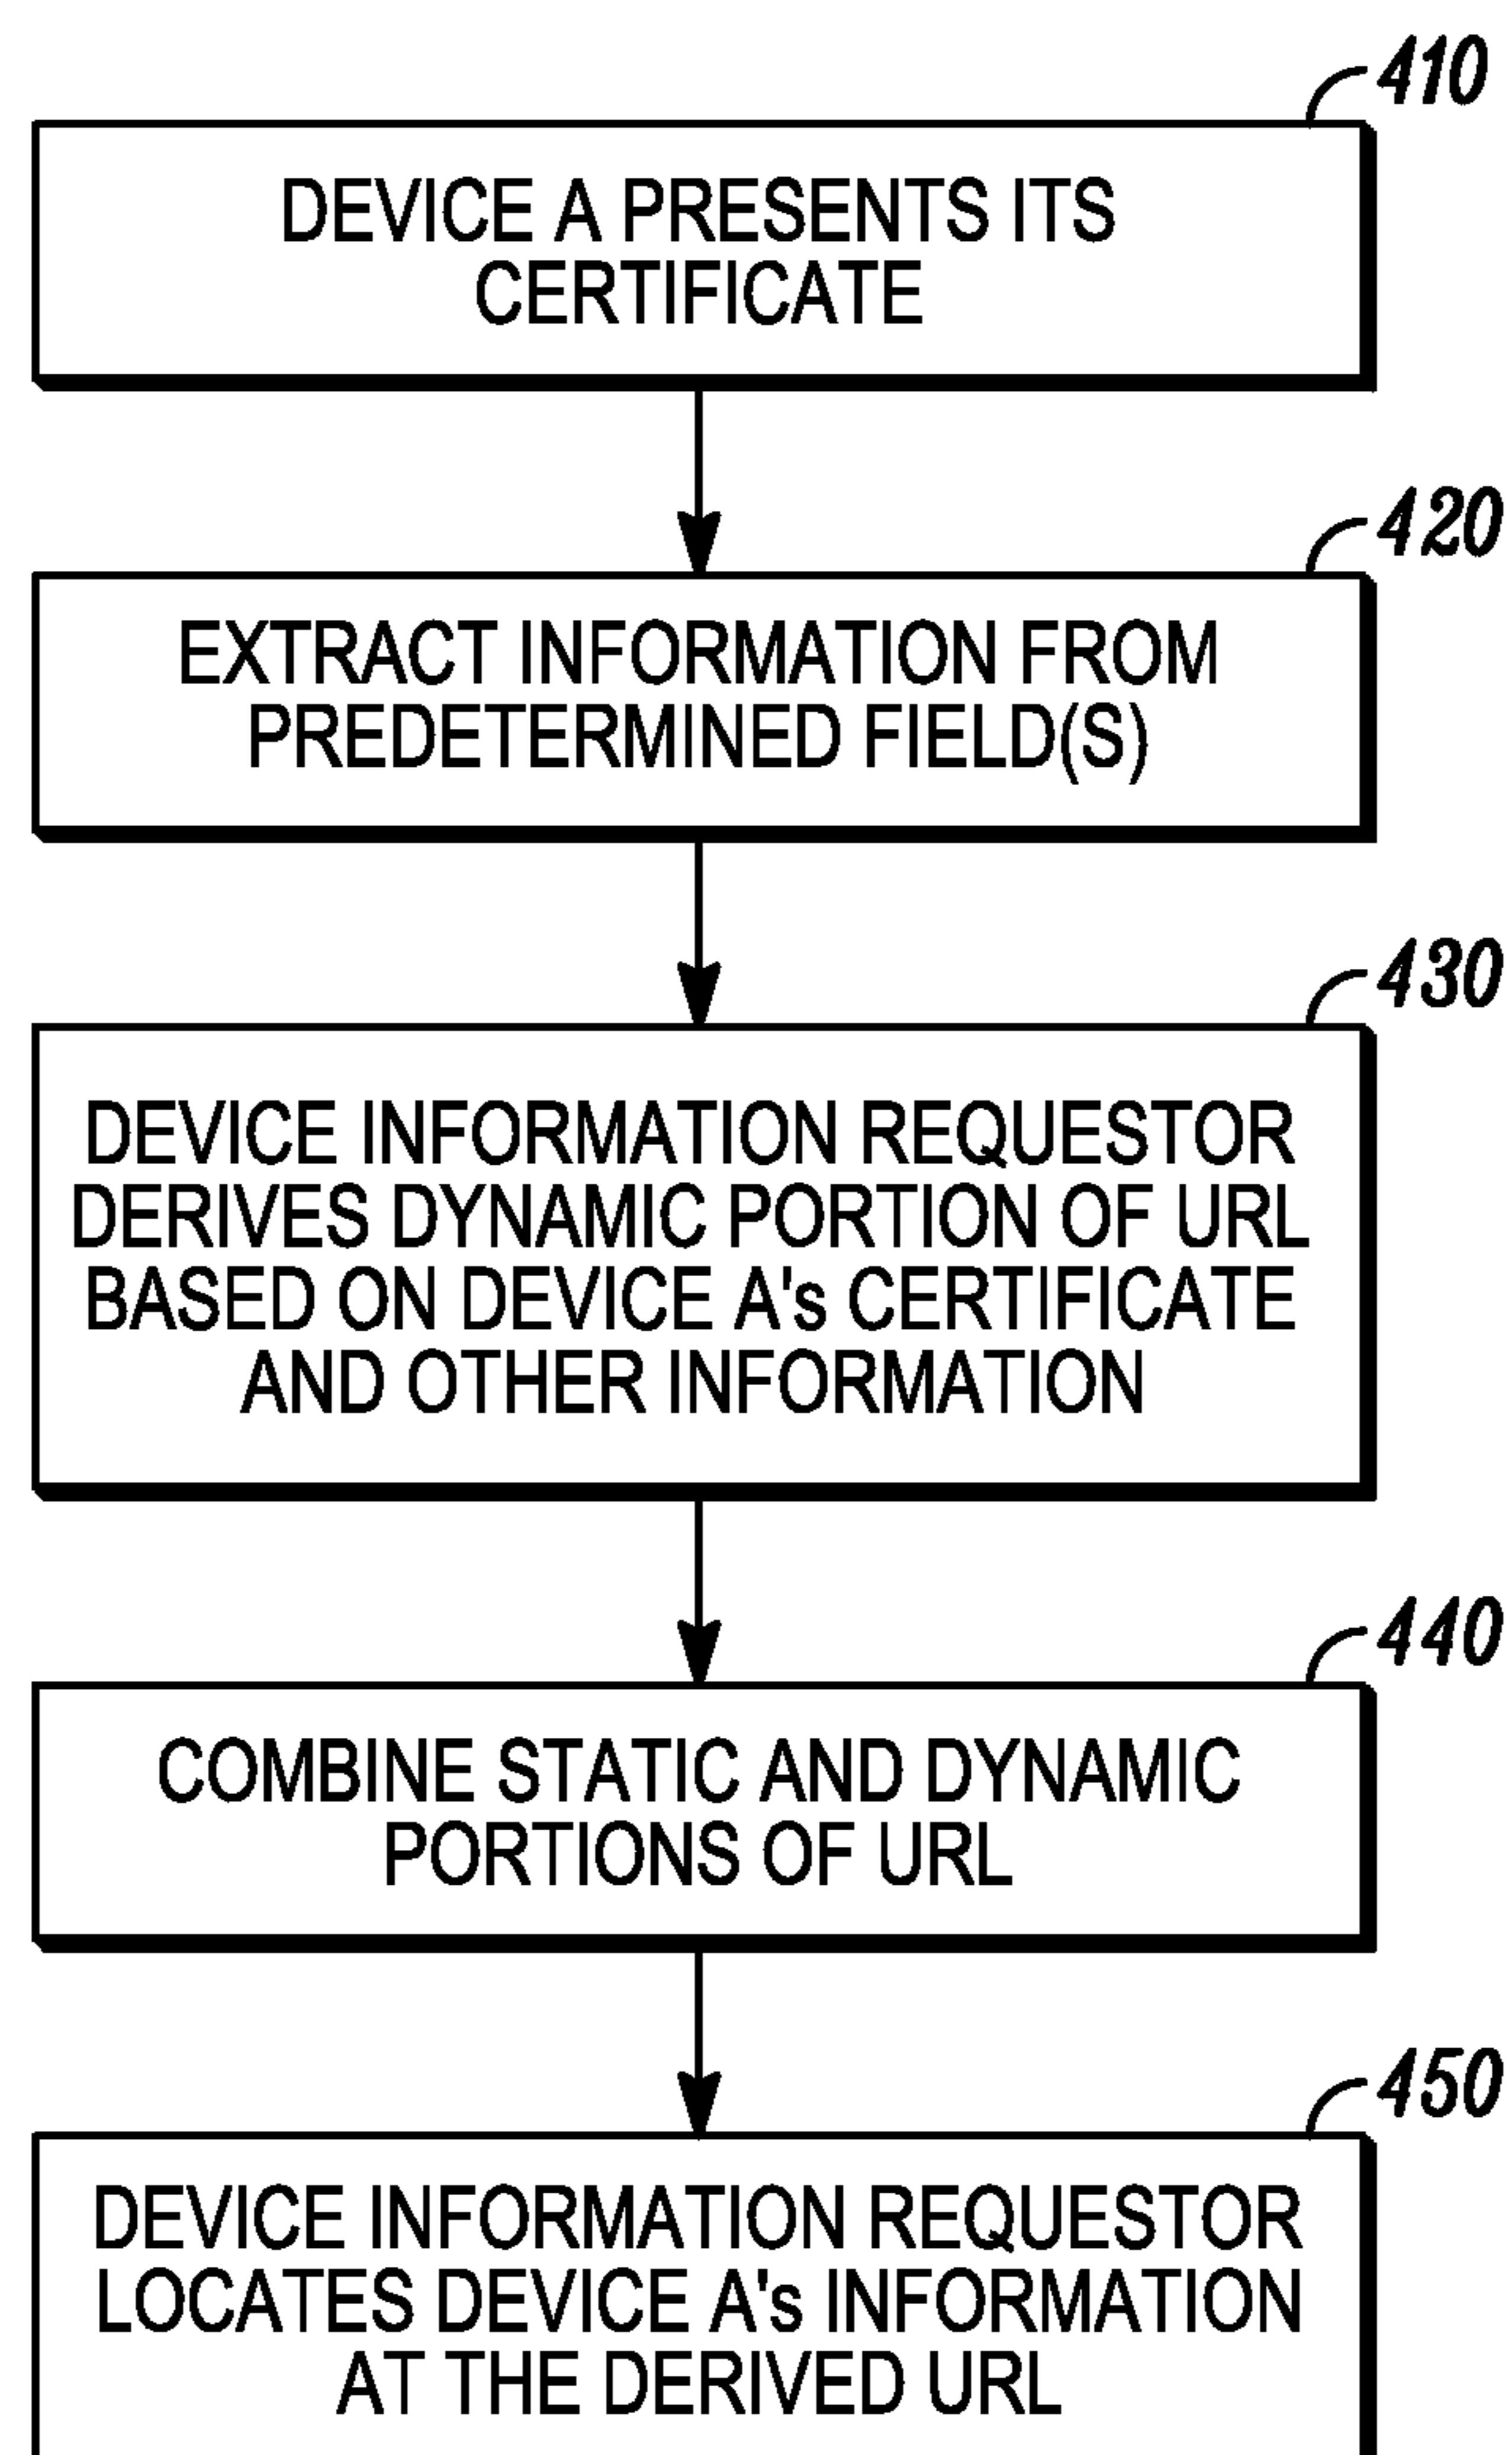 410
DEVICE A PRESENTS ITS
CERTIFICATE
420
EXTRACT INFORMATION FROM
PREDETERMINED FIELD(S)
430
DEVICE INFORMATION REQUESTOR
DERIVES DYNAMIC PORTION OF URL
BASED ON DEVICE A's CERTIFICATE
AND OTHER INFORMATION
440
COMBINE STATIC AND DYNAMIC
PORTIONS OF URL
450
DEVICE INFORMATION REQUESTOR
LOCATES DEVICE A's INFORMATION
AT THE DERIVED URL